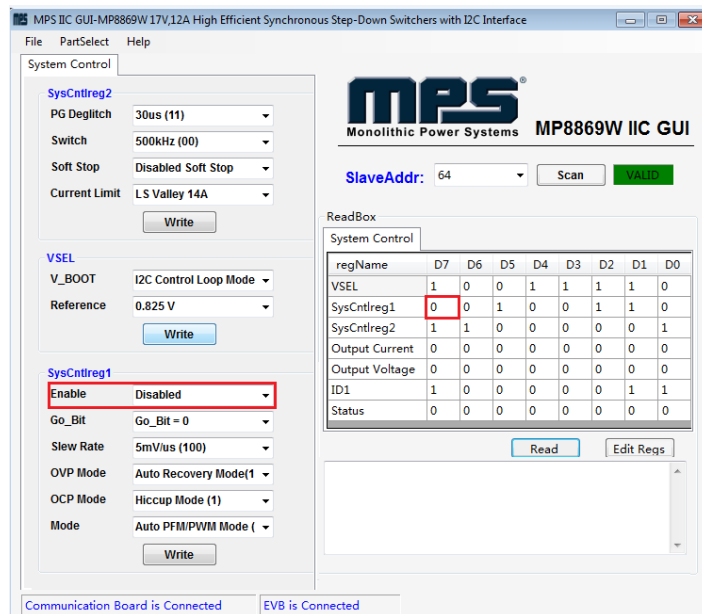 MPS IIC GUI-MP8869W 17V,12A High Efficient Synchronous Step-Down Switchers with I2C Interface
File PartSelect Help
System Control
SysCntlreg2
PG Deglitch 30us (11)
Switch 500kHz (00)
Soft Stop Disabled Soft Stop
Current Limit LS Valley 14A
Write
VSEL
V_BOOT I2C Control Loop Mode
Reference 0.825 V
Write
SysCntlreg1
Enable Disabled
Go_Bit Go_Bit = 0
Slew Rate 5mV/us (100)
OVP Mode Auto Recovery Mode(1
OCP Mode Hiccup Mode (1)
Mode Auto PFM/PWM Mode (
Write
mps®
Monolithic Power Systems MP8869W IIC GUI
SlaveAddr: 64 Scan VALID
ReadBox
System Control
regName D7 D6 D5 D4 D3 D2 D1 D0
VSEL 1 0 0 1 1 1 1 0
SysCntlreg1 0 0 1 0 0 1 1 0
SysCntlreg2 1 1 0 0 0 0 0 1
Output Current 0 0 0 0 0 0 0 0
Output Voltage 0 0 0 0 0 0 0 0
ID1 1 0 0 0 0 0 1 1
Status 0 0 0 0 0 0 0 0
Read Edit Regs
Communication Board is Connected EVB is Connected